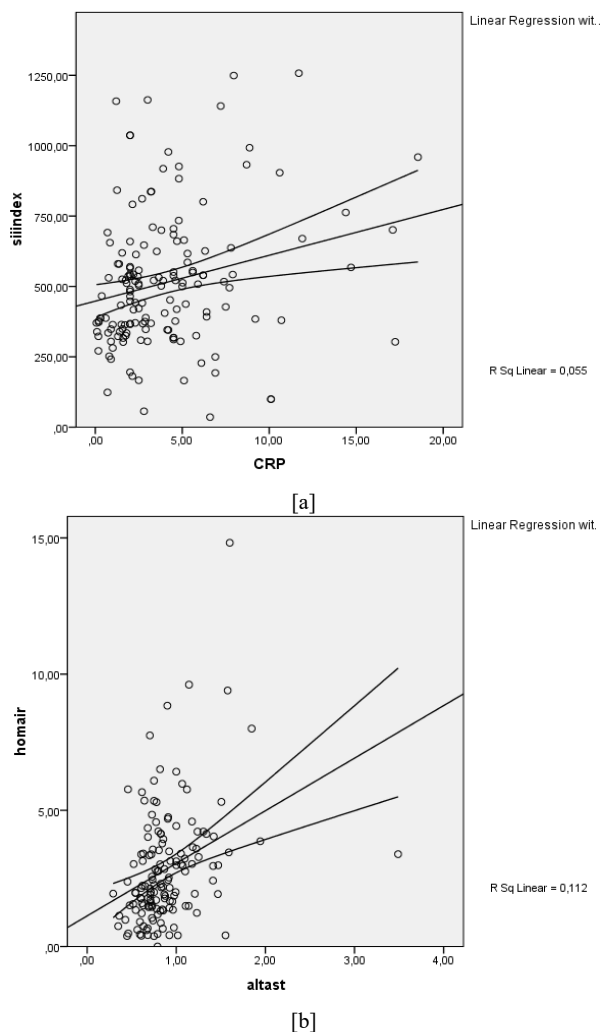 Linear Regression wit..
1250,00
1000,00
siiindex
750,00
500,00
250,00
,00
R Sq Linear = 0,055
,00 5,00 10,00 15,00 20,00
CRP
[a]
Linear Regression wit.
15,00
10,00
homair
5,00
,00
R Sq Linear = 0,112
,00 1,00 2,00 3,00 4,00
altast
[b]